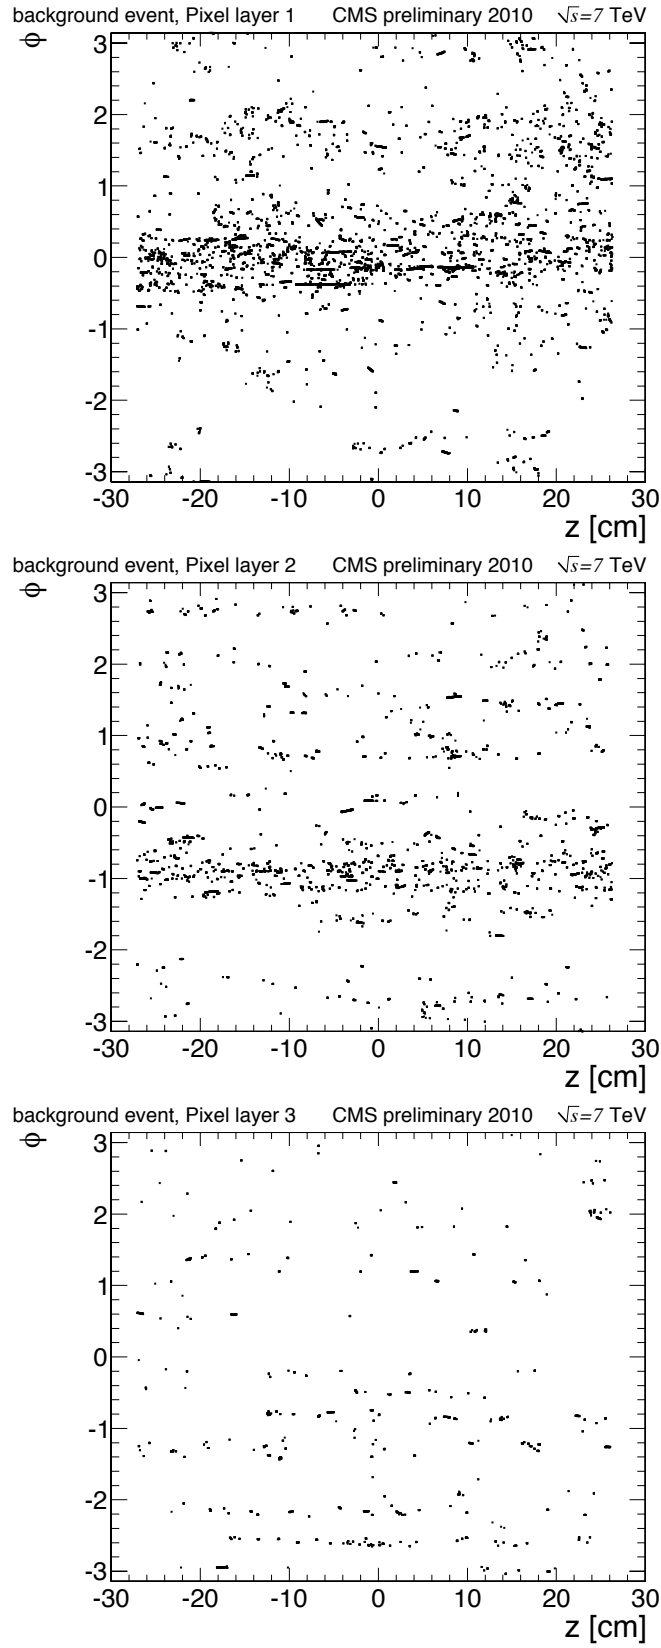 background event, Pixel layer 1 CMS preliminary 2010 √s=7 TeV
ϕ
3
2
1
0
-1
-2
-3
-30 -20 -10 0 10 20 30
z [cm]
background event, Pixel layer 2 CMS preliminary 2010 √s=7 TeV
ϕ
3
2
1
0
-1
-2
-3
-30 -20 -10 0 10 20 30
z [cm]
background event, Pixel layer 3 CMS preliminary 2010 √s=7 TeV
ϕ
3
2
1
0
-1
-2
-3
-30 -20 -10 0 10 20 30
z [cm]